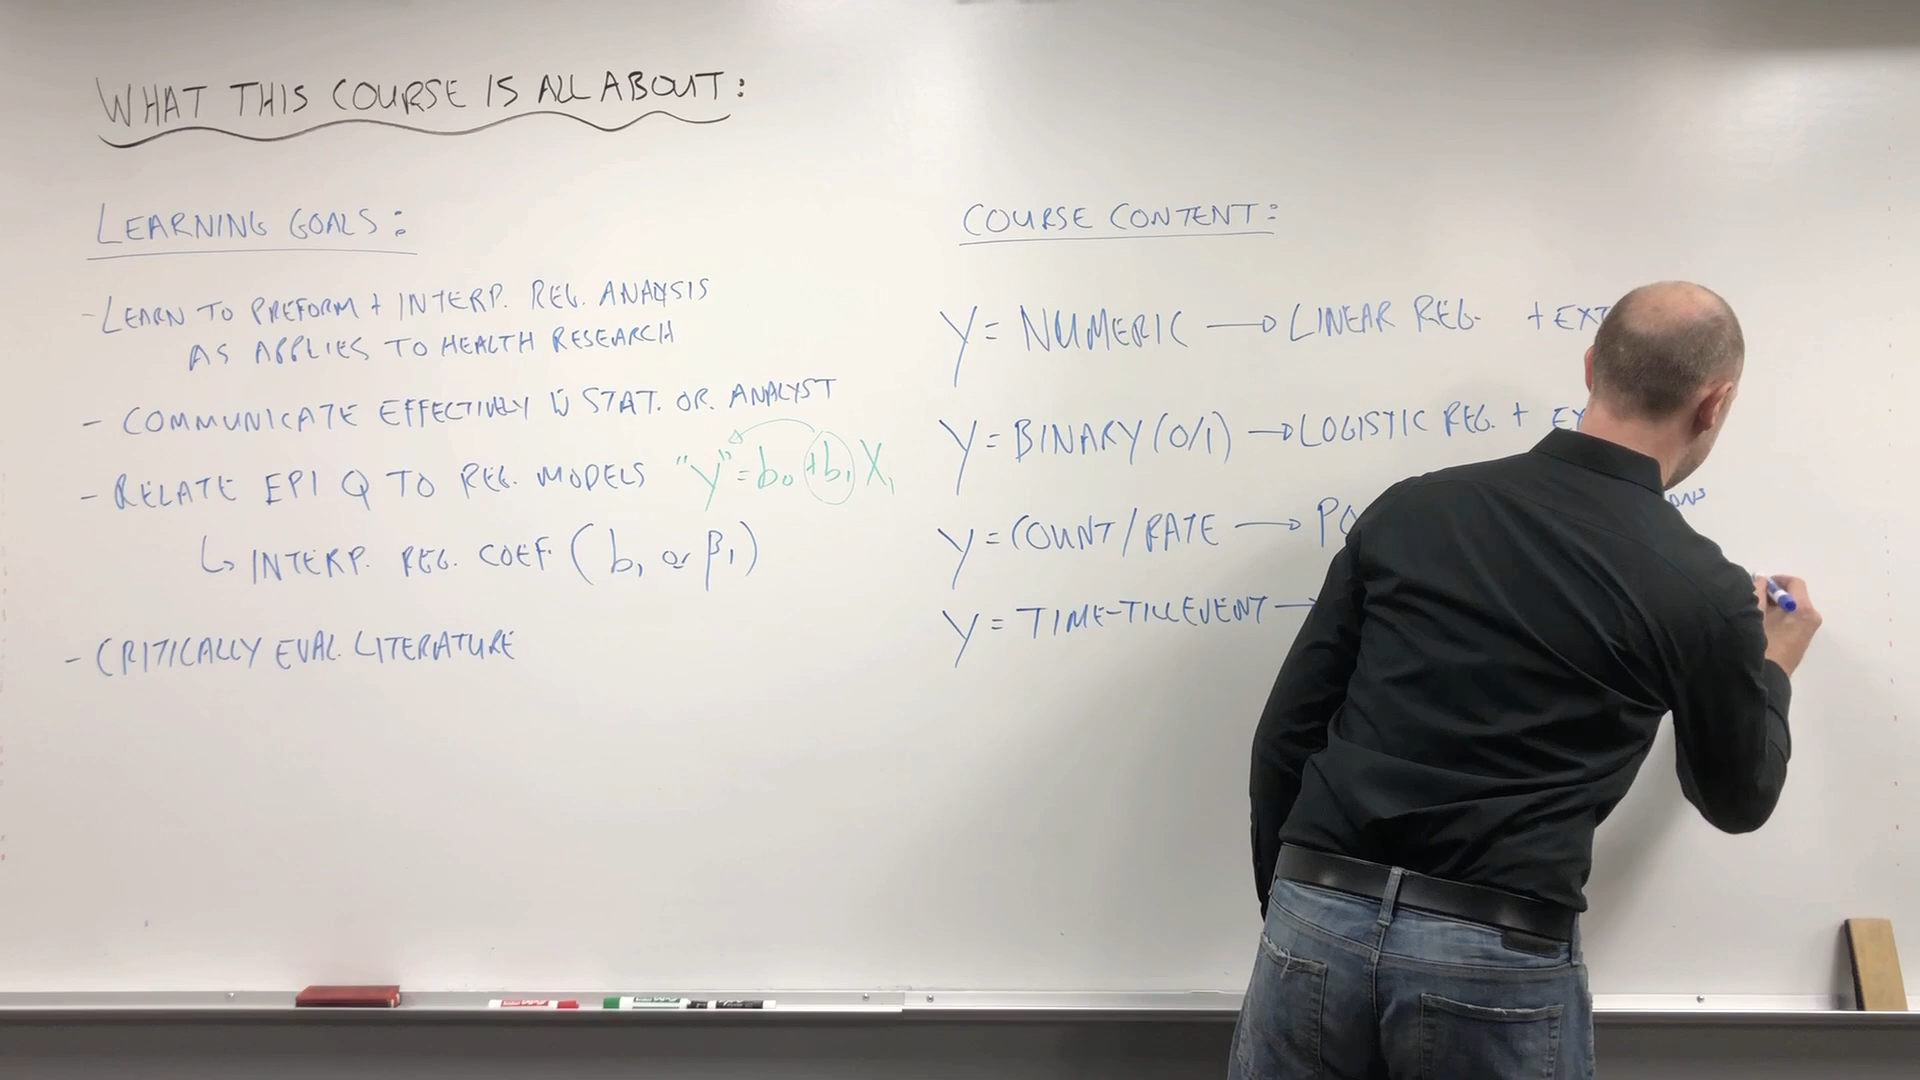 WHAT THIS COURSE IS ALL ABOUT:
LEARNING GOALS:
- LEARN TO PREFORM + INTERP. REG. ANALYSIS
AS APPLIES TO HEALTH RESEARCH
- COMMUNICATE EFFECTIVELY W STAT. OR. ANALYST
- RELATE EPI Q TO REG. MODELS "Y" = b₀ + b₁ X₁
↳ INTERP. REG. COEF. (b₁ or β₁)
- CRITICALLY EVAL. LITERATURE
COURSE CONTENT:
Y = NUMERIC → LINEAR REG. + EXT
Y = BINARY (0/1) → LOGISTIC REG. + EX
Y = COUNT/RATE → PO
Y = TIME-TILL EVENT →